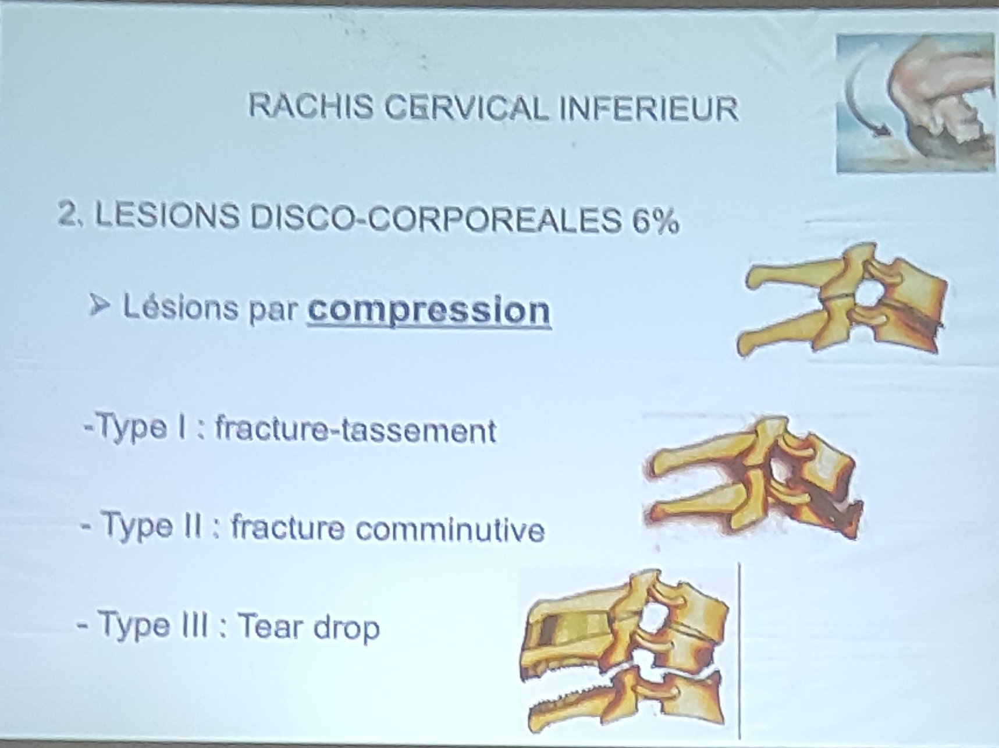 RACHIS CERVICAL INFERIEUR
2. LESIONS DISCO-CORPOREALES 6%
➢ Lésions par compression
-Type I : fracture-tassement
- Type II : fracture comminutive
- Type III : Tear drop